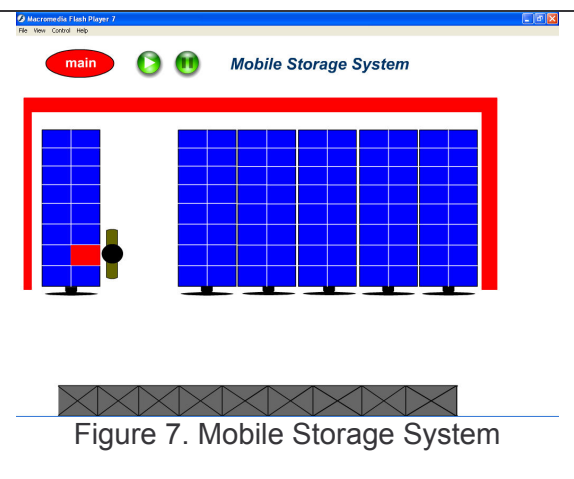 Macromedia Flash Player 7
File View Control Help
main
Mobile Storage System
Figure 7. Mobile Storage System